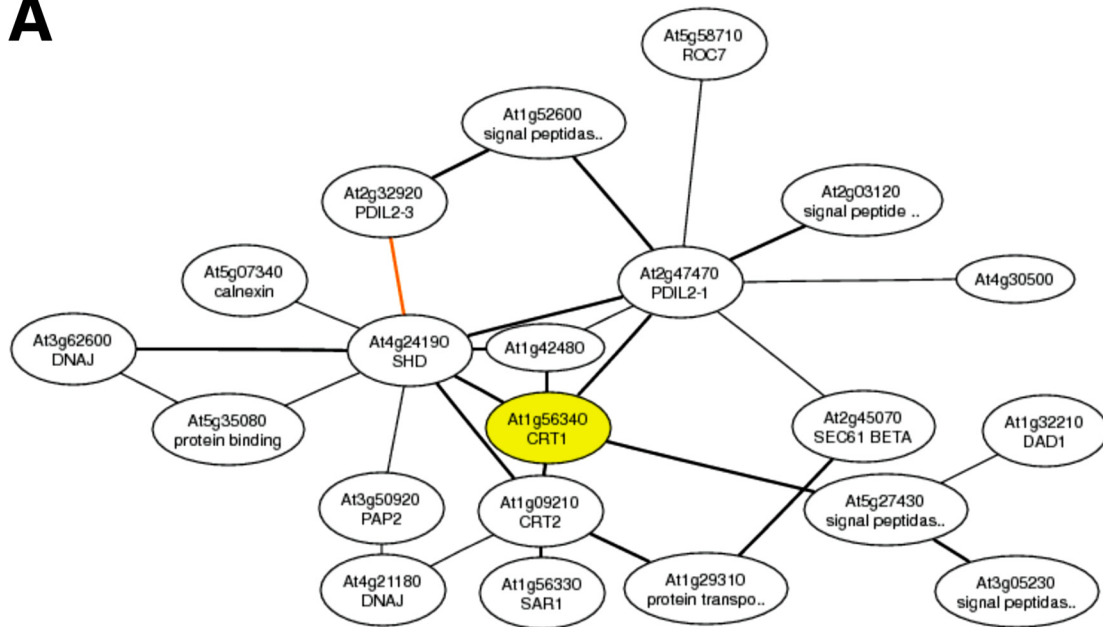 A
At5g58710
ROC7
At1g52600
signal peptidas..
At2g32920
PDIL2-3
At2g03120
signal peptide ..
At5g07340
calnexin
At2g47470
PDIL2-1
At4g30500
At3g62600
DNAJ
At4g24190
SHD
At1g42480
At5g35080
protein binding
At1g56340
CRT1
At2g45070
SEC61 BETA
At1g32210
DAD1
At3g50920
PAP2
At1g09210
CRT2
At5g27430
signal peptidas..
At4g21180
DNAJ
At1g56330
SAR1
At1g29310
protein transpo..
At3g05230
signal peptidas..